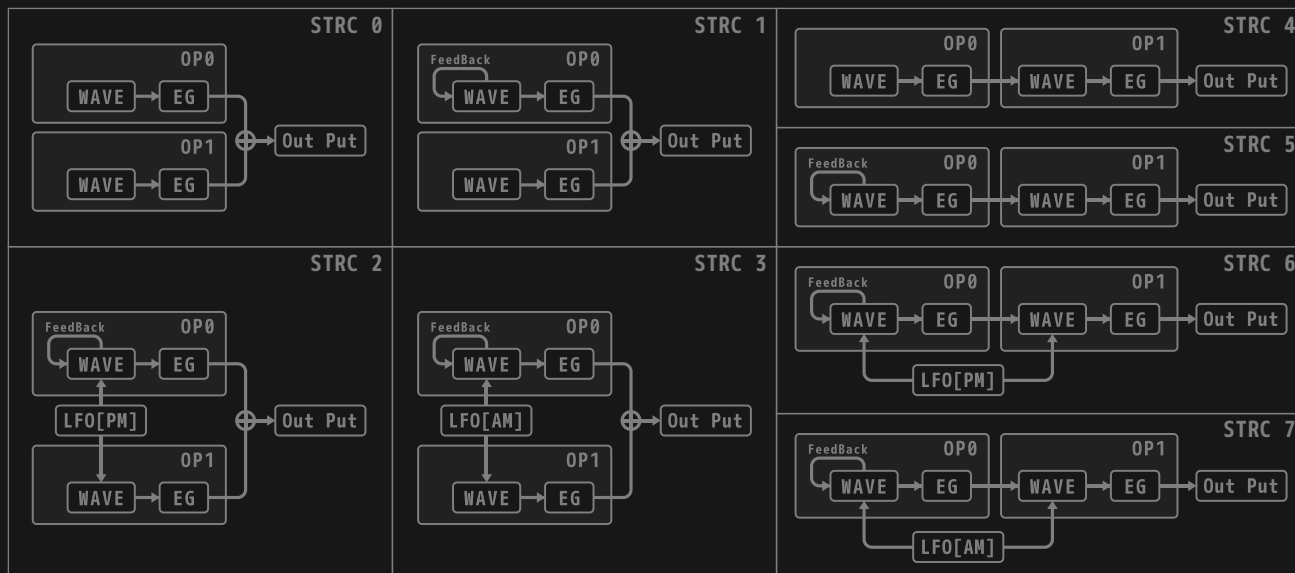 STRC 0
OP0
WAVE EG
Out Put
OP1
WAVE EG
STRC 1
FeedBack OP0
WAVE EG
Out Put
OP1
WAVE EG
STRC 4
OP0 OP1
WAVE EG WAVE EG Out Put
STRC 5
FeedBack OP0 OP1
WAVE EG WAVE EG Out Put
STRC 2
FeedBack OP0
WAVE EG
LFO[PM] Out Put
OP1
WAVE EG
STRC 3
FeedBack OP0
WAVE EG
LFO[AM] Out Put
OP1
WAVE EG
STRC 6
FeedBack OP0 OP1
WAVE EG WAVE EG Out Put
LFO[PM]
STRC 7
FeedBack OP0 OP1
WAVE EG WAVE EG Out Put
LFO[AM]